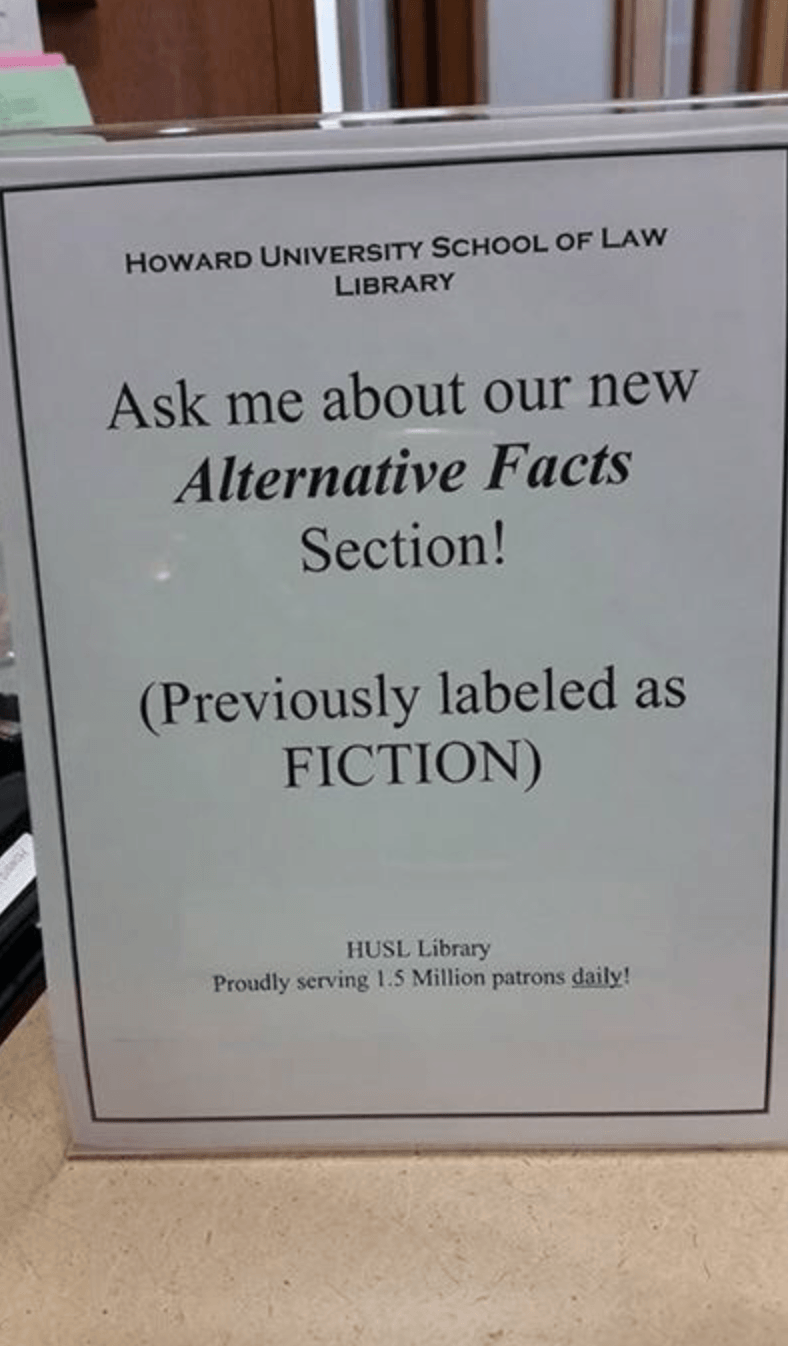 HOWARD UNIVERSITY SCHOOL OF LAW
LIBRARY
Ask me about our new
Alternative Facts
Section!
(Previously labeled as
FICTION)
HUSL Library
Proudly serving 1.5 Million patrons daily!